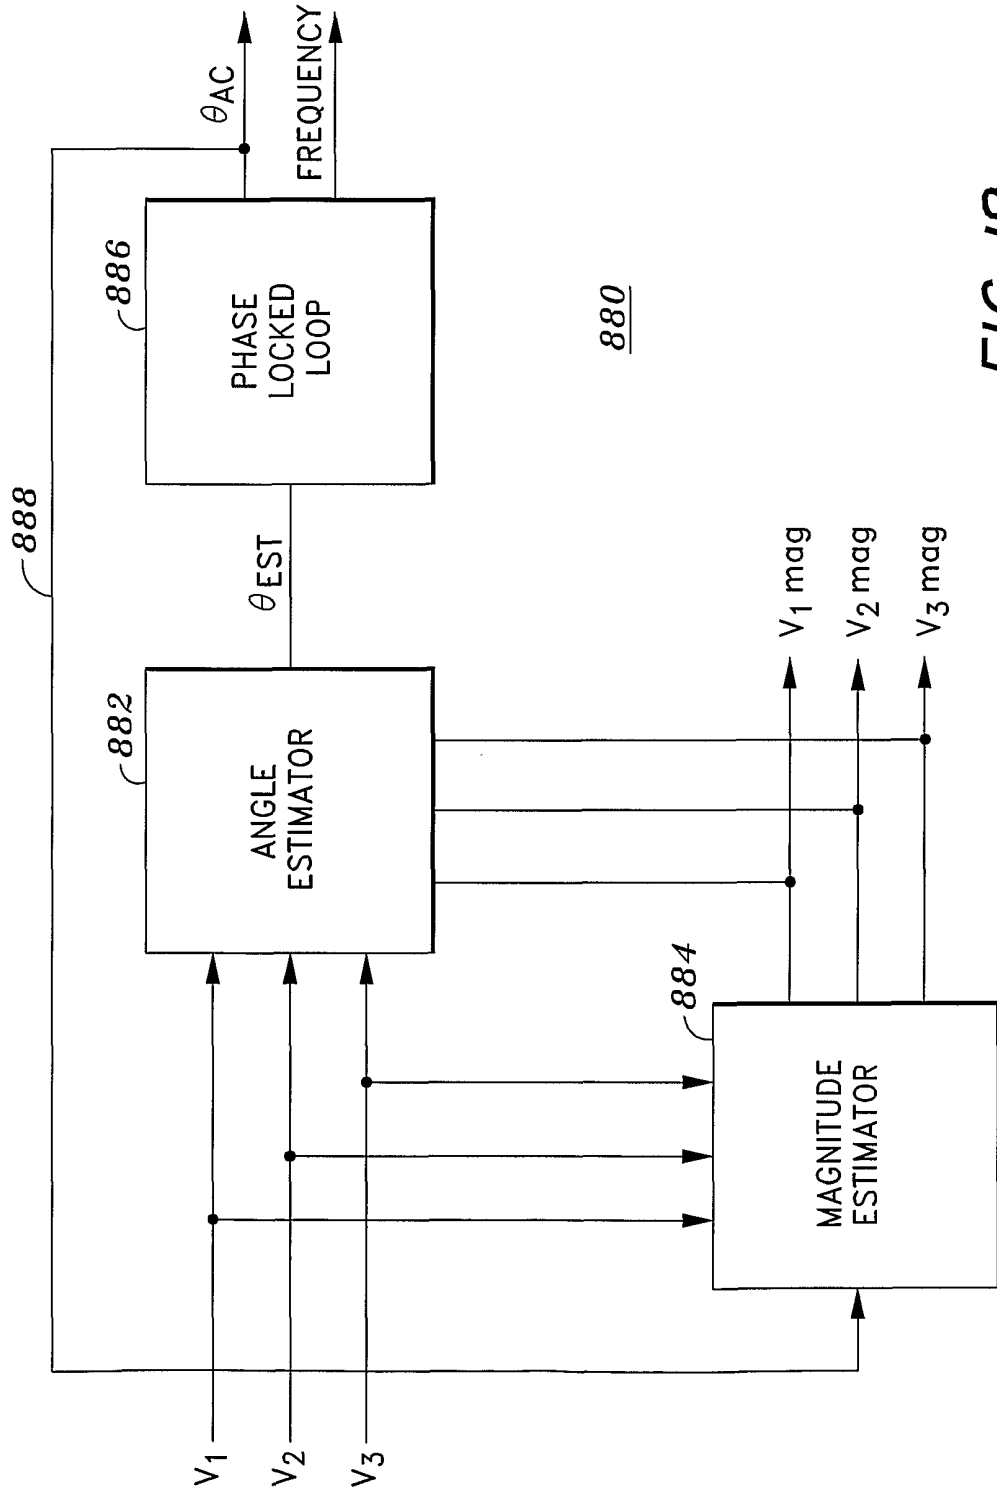 888
θAC
FREQUENCY
886
PHASE
LOCKED
LOOP
θEST
882
ANGLE
ESTIMATOR
V1
V2
V3
884
MAGNITUDE
ESTIMATOR
V1 mag
V2 mag
V3 mag
880